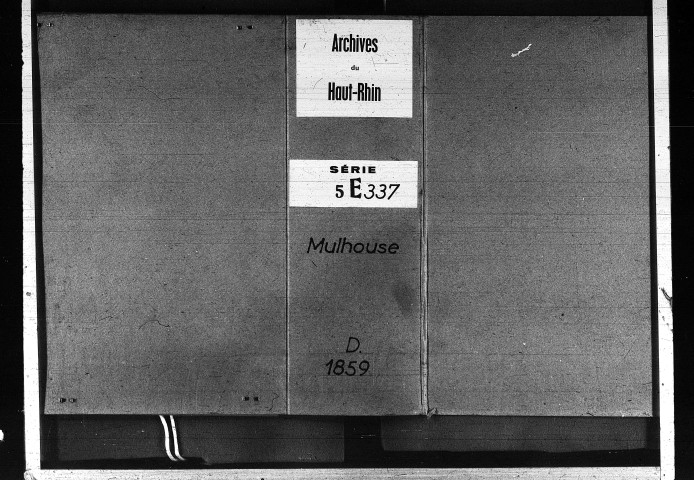 Archives
du
Haut-Rhin
SÉRIE
5 E 337
Mulhouse
D.
1859